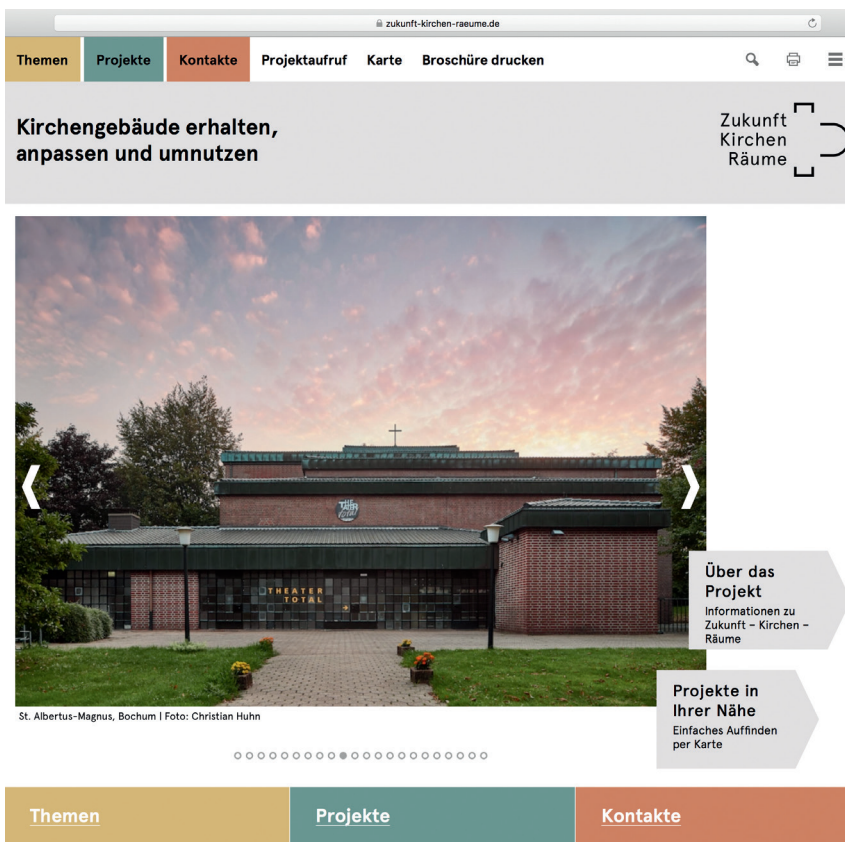 zukunft-kirchen-raeume.de
Themen Projekte Kontakte Projektaufruf Karte Broschüre drucken
Kirchengebäude erhalten,
anpassen und umnutzen
Zukunft
Kirchen
Räume
THEATER
TOTAL
Über das
Projekt
Informationen zu
Zukunft – Kirchen –
Räume
Projekte in
Ihrer Nähe
Einfaches Auffinden
per Karte
St. Albertus-Magnus, Bochum | Foto: Christian Huhn
Themen Projekte Kontakte